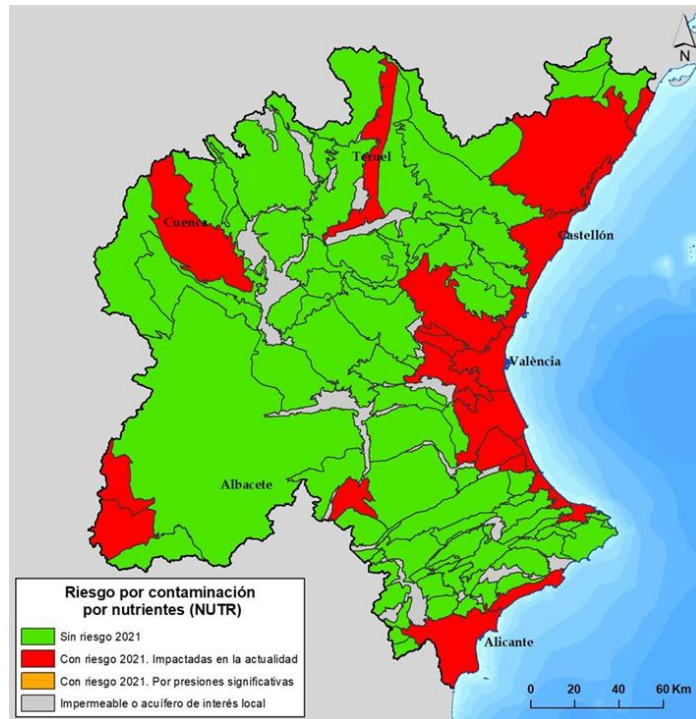 N
Teruel
Cuenca
Castellón
València
Albacete
Alicante
Riesgo por contaminación
por nutrientes (NUTR)
Sin riesgo 2021
Con riesgo 2021. Impactadas en la actualidad
Con riesgo 2021. Por presiones significativas
Impermeable o acuífero de interés local
0 20 40 60 Km